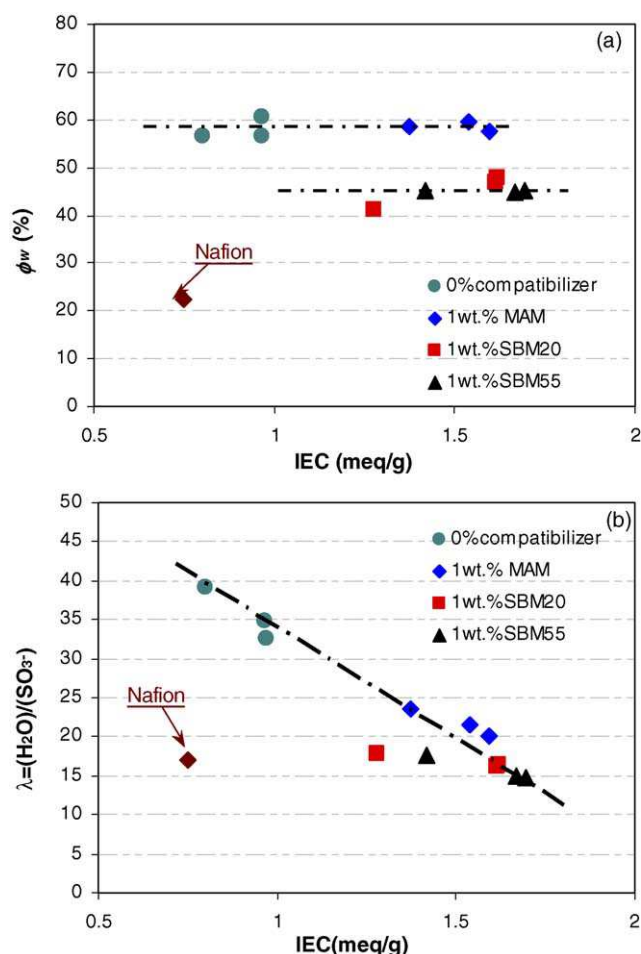 (a)
80
70
60
50
40
30
20
10
0
ϕw (%)
Nafion
0%compatibilizer
1wt.% MAM
1wt.%SBM20
1wt.%SBM55
0.5 1 1.5 2
IEC (meq/g)
(b)
50
45
40
35
30
25
20
15
10
5
0
λ=(H2O)/(SO3-)
Nafion
0%compatibilizer
1wt.% MAM
1wt.%SBM20
1wt.%SBM55
0.5 1 1.5 2
IEC(meq/g)